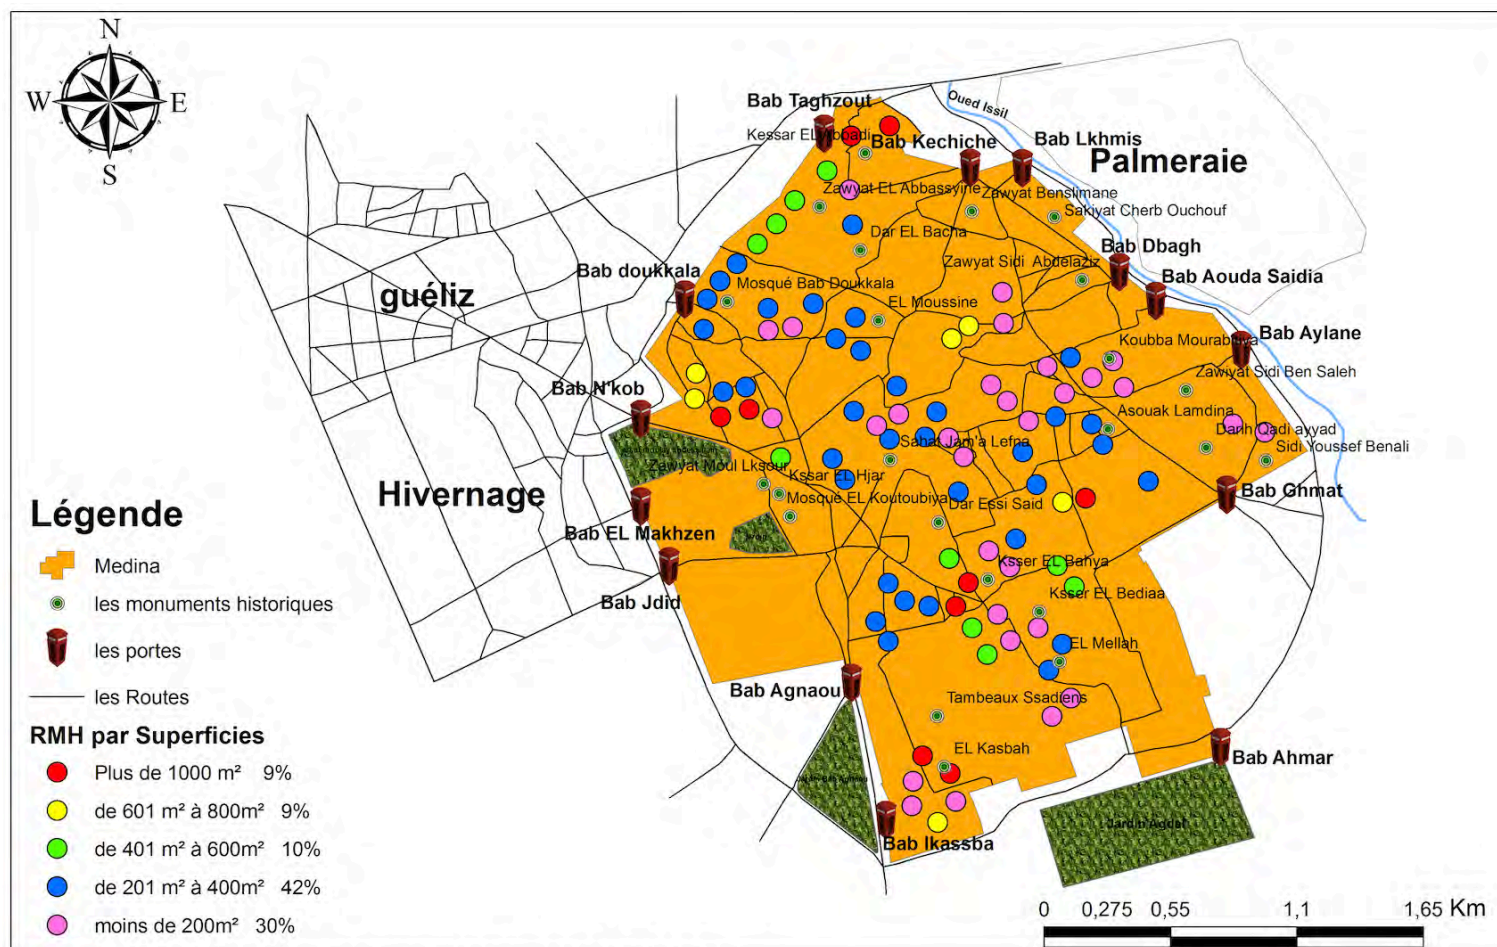 N
W
E
S
Oued Issil
Bab Taghzout
Bab Kechiche
Bab Lkhmis
Palmeraie
Zawyat EL Abbassyine
Zawyat Benslimane
Sakiyat Cherb Ouchouf
Dar EL Bacha
Bab Dbagh
Zawyat Sidi Abdelaziz
Bab doukkala
Bab Aouda Saidia
Mosqué Bab Doukkala
guéliz
EL Moussine
Bab Aylane
Koubba Mourabitiya
Zawiyat Sidi Ben Saleh
Bab N'kob
Asouak Lamdina
Darih Qadi ayyad
Sahat Jam'a Lefna
Sidi Youssef Benali
Zawyat Moul Lksour
Kssar EL Hjar
Hivernage
Bab Ghmat
Mosqué EL Koutoubiya
Dar Essi Said
Bab EL Makhzen
Ksser EL Bahya
Bab Jdid
Ksser EL Bediaa
EL Mellah
Bab Agnaou
Tambeaux Ssadiens
EL Kasbah
Bab Ahmar
Jardin Agdal
Bab Ikassba
Légende
Medina
les monuments historiques
les portes
les Routes
RMH par Superficies
Plus de 1000 m² 9%
de 601 m² à 800m² 9%
de 401 m² à 600m² 10%
de 201 m² à 400m² 42%
moins de 200m² 30%
0 0,275 0,55 1,1 1,65 Km